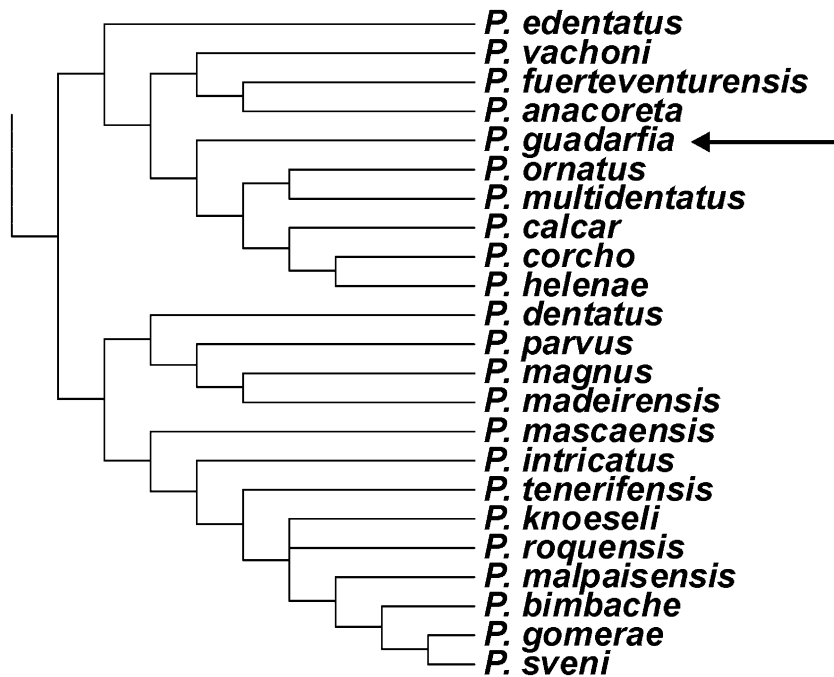 P. edentatus
P. vachoni
P. fuerteventurensis
P. anacoreta
P. guadarfia
P. ornatus
P. multidentatus
P. calcar
P. corcho
P. helenae
P. dentatus
P. parvus
P. magnus
P. madeirensis
P. mascaensis
P. intricatus
P. tenerifensis
P. knoeseli
P. roquensis
P. malpaisensis
P. bimbache
P. gomerae
P. sveni